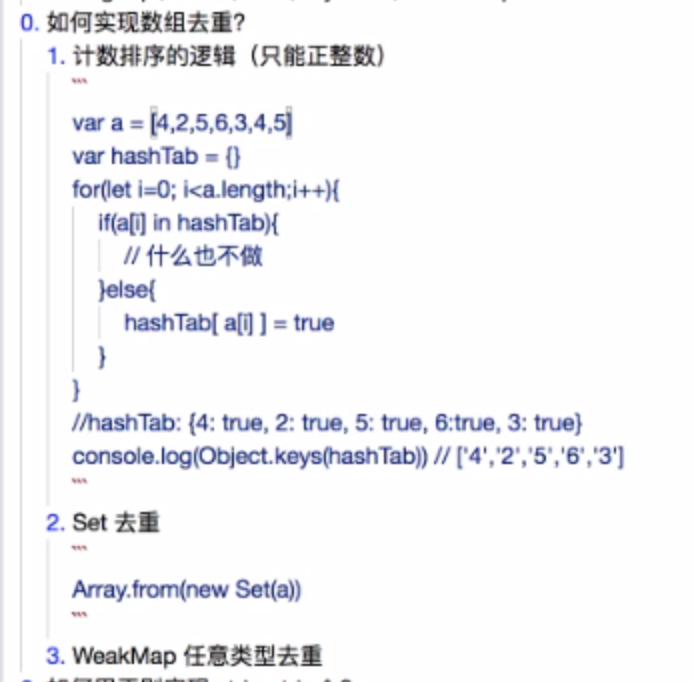 0. 如何实现数组去重?
1. 计数排序的逻辑（只能正整数）
```
var a = [4,2,5,6,3,4,5]
var hashTab = {}
for(let i=0; i<a.length;i++){
if(a[i] in hashTab){
// 什么也不做
}else{
hashTab[ a[i] ] = true
}
}
//hashTab: {4: true, 2: true, 5: true, 6:true, 3: true}
console.log(Object.keys(hashTab)) // ['4','2','5','6','3']
```
2. Set 去重
```
Array.from(new Set(a))
```
3. WeakMap 任意类型去重